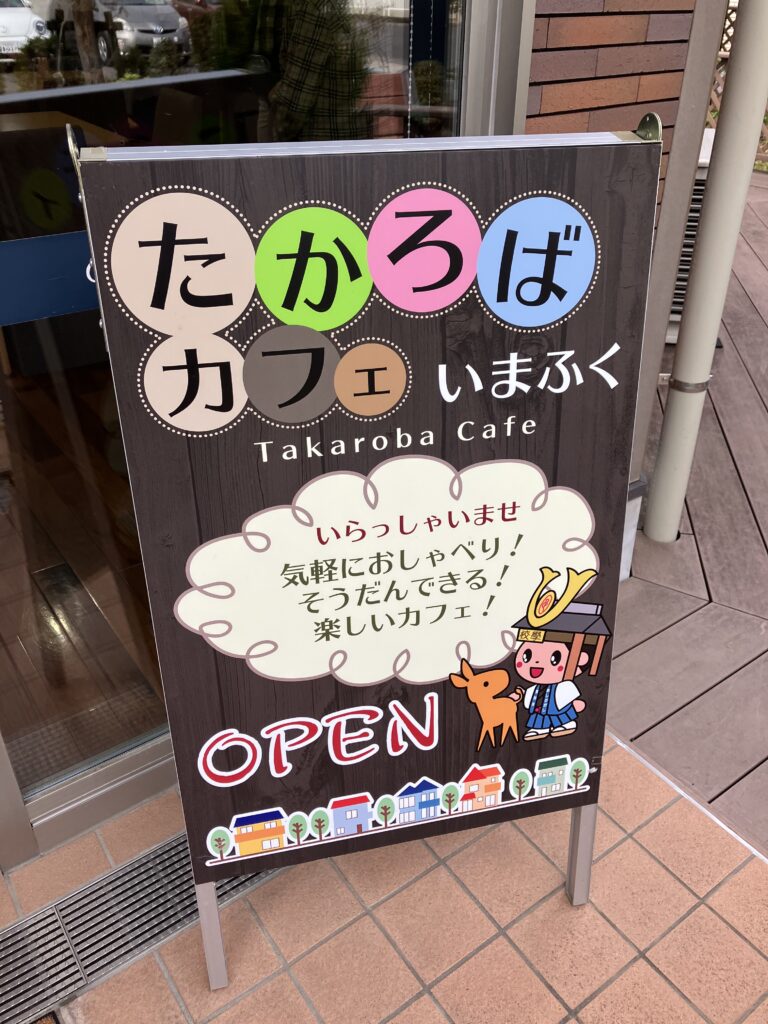 たかろば
カフェ いまふく
Takaroba Cafe
いらっしゃいませ
気軽におしゃべり！
そうだんできる！
楽しいカフェ！
校學
OPEN